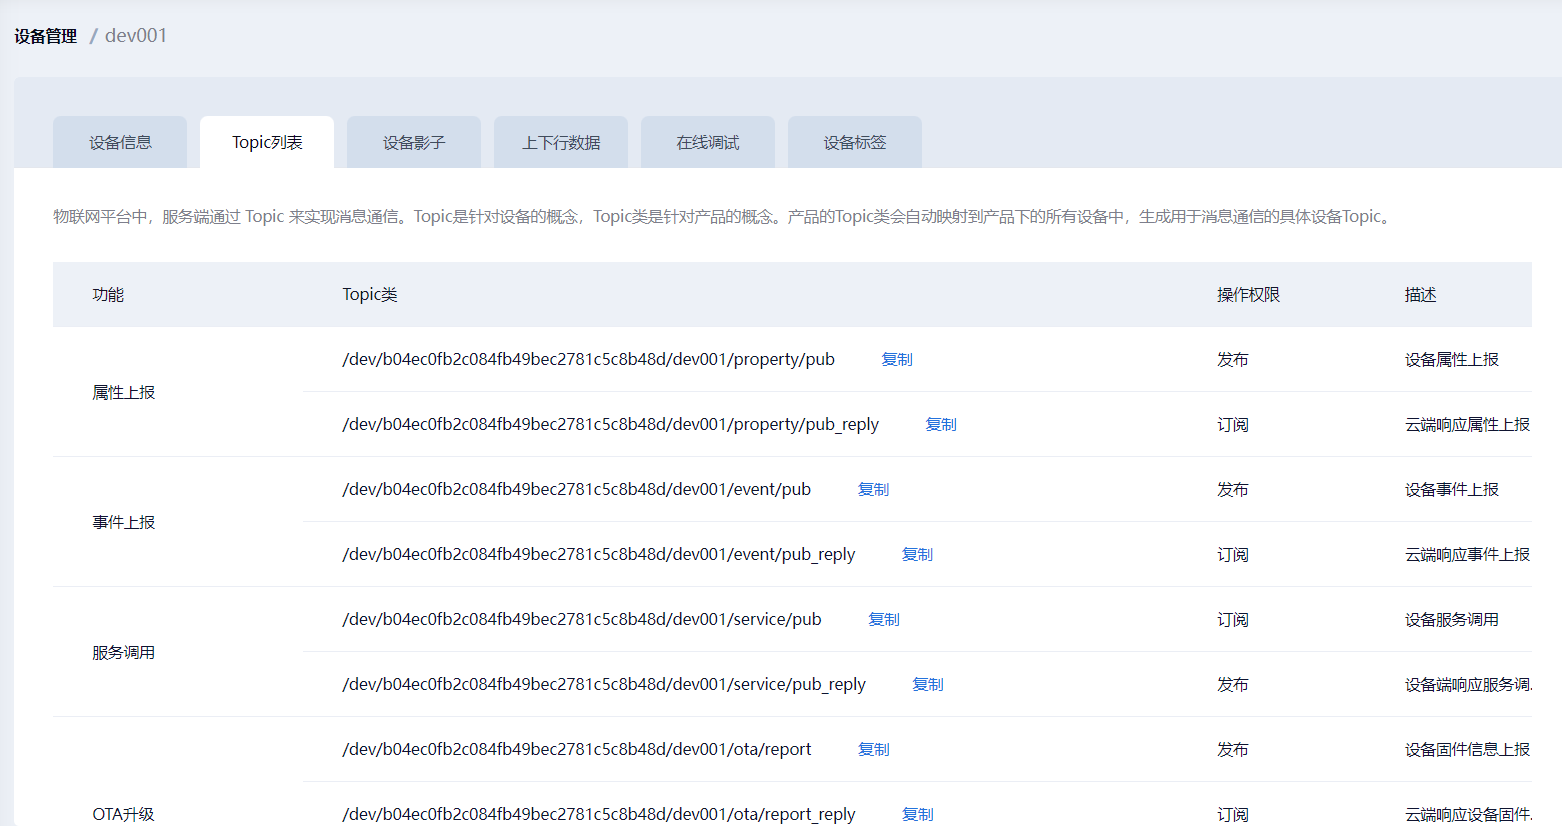 设备管理 / dev001
设备信息 Topic列表 设备影子 上下行数据 在线调试 设备标签
物联网平台中，服务端通过 Topic 来实现消息通信。Topic是针对设备的概念，Topic类是针对产品的概念。产品的Topic类会自动映射到产品下的所有设备中，生成用于消息通信的具体设备Topic。
功能 Topic类 操作权限 描述
属性上报
/dev/b04ec0fb2c084fb49bec2781c5c8b48d/dev001/property/pub 复制 发布 设备属性上报
/dev/b04ec0fb2c084fb49bec2781c5c8b48d/dev001/property/pub_reply 复制 订阅 云端响应属性上报
事件上报
/dev/b04ec0fb2c084fb49bec2781c5c8b48d/dev001/event/pub 复制 发布 设备事件上报
/dev/b04ec0fb2c084fb49bec2781c5c8b48d/dev001/event/pub_reply 复制 订阅 云端响应事件上报
服务调用
/dev/b04ec0fb2c084fb49bec2781c5c8b48d/dev001/service/pub 复制 订阅 设备服务调用
/dev/b04ec0fb2c084fb49bec2781c5c8b48d/dev001/service/pub_reply 复制 发布 设备端响应服务调.
/dev/b04ec0fb2c084fb49bec2781c5c8b48d/dev001/ota/report 复制 发布 设备固件信息上报
OTA升级 /dev/b04ec0fb2c084fb49bec2781c5c8b48d/dev001/ota/report_reply 复制 订阅 云端响应设备固件.